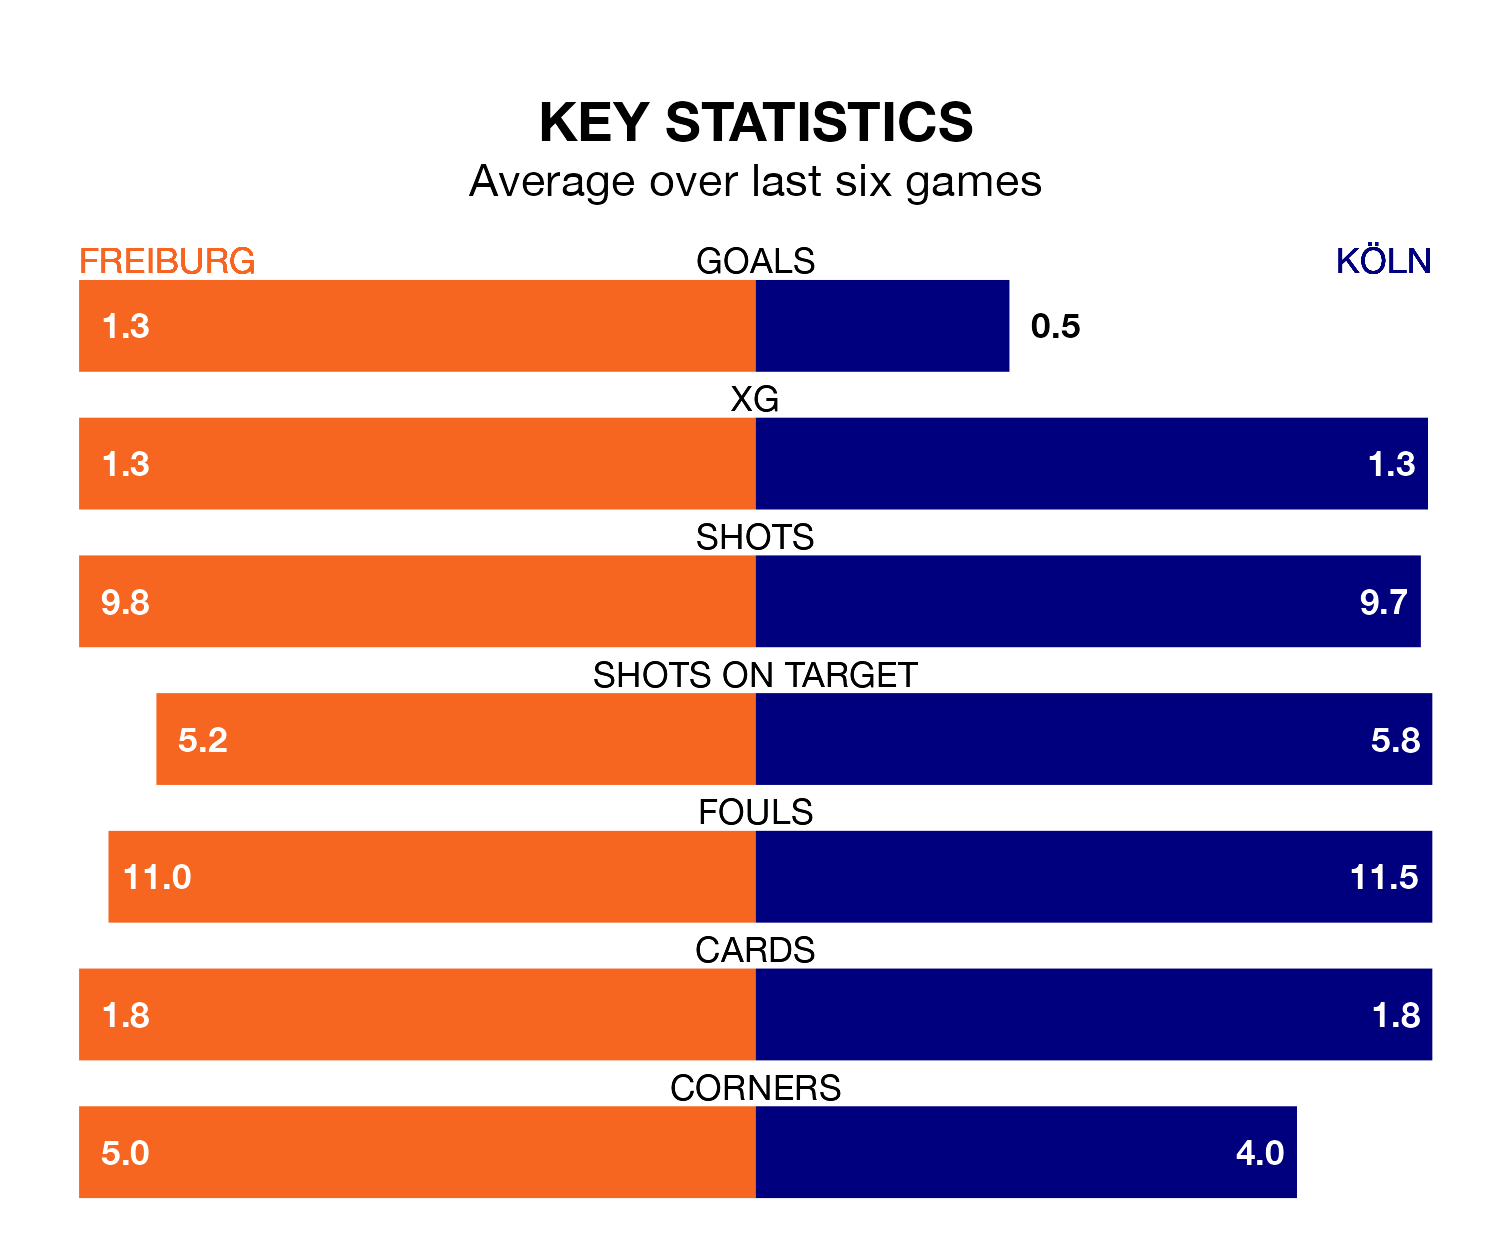 KEY STATISTICS
Average over last six games
FREIBURG GOALS KÖLN
1.3 0.5
XG
1.3 1.3
SHOTS
9.8 9.7
SHOTS ON TARGET
5.2 5.8
FOULS
11.0 11.5
CARDS
1.8 1.8
CORNERS
5.0 4.0